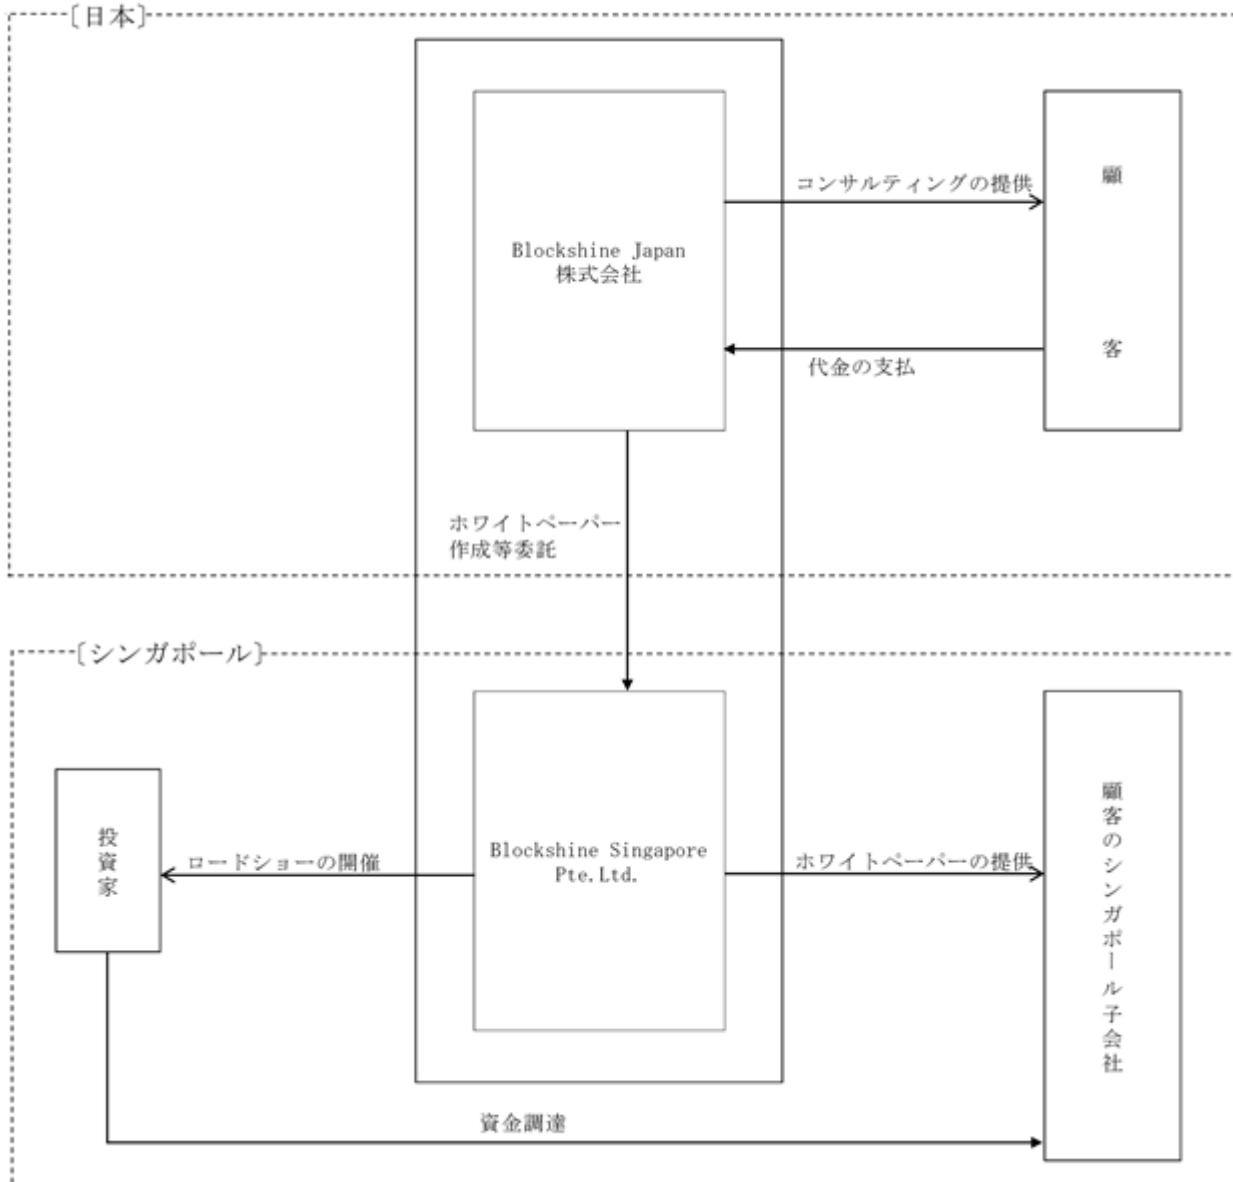 〔日本〕
コンサルティングの提供
顧客
Blockshine Japan
株式会社
代金の支払
ホワイトペーパー
作成等委託
〔シンガポール〕
投資家
ロードショーの開催
Blockshine Singapore
Pte.Ltd.
ホワイトペーパーの提供
顧客のシンガポール子会社
資金調達